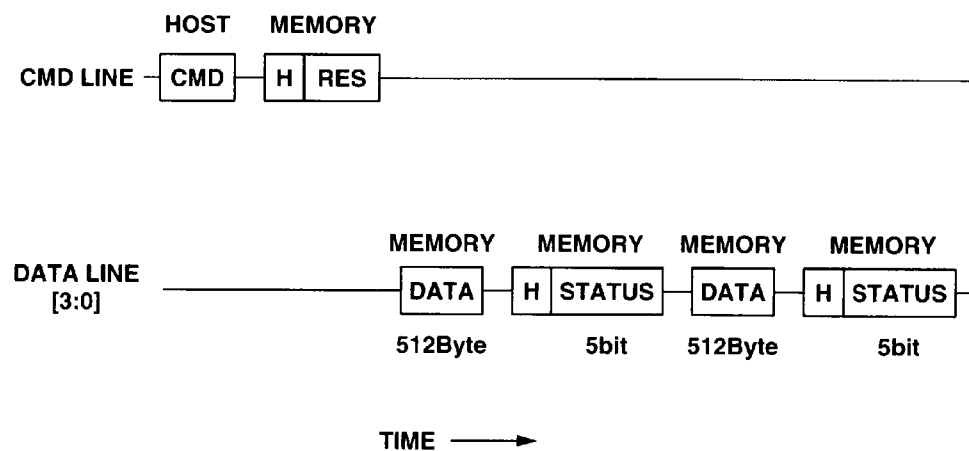 HOST MEMORY
CMD LINE CMD H RES
MEMORY MEMORY MEMORY MEMORY
DATA LINE
[3:0]
DATA H STATUS DATA H STATUS
512Byte 5bit 512Byte 5bit
TIME